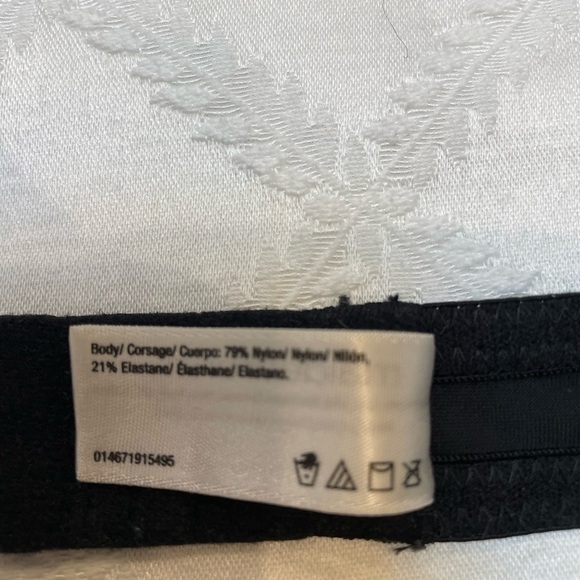 Body/ Corsage/ Cuerpo: 79% Nylon/ Nylon/ Nilón,
21% Elastane/ Élasthane/ Elastano.
014671915495